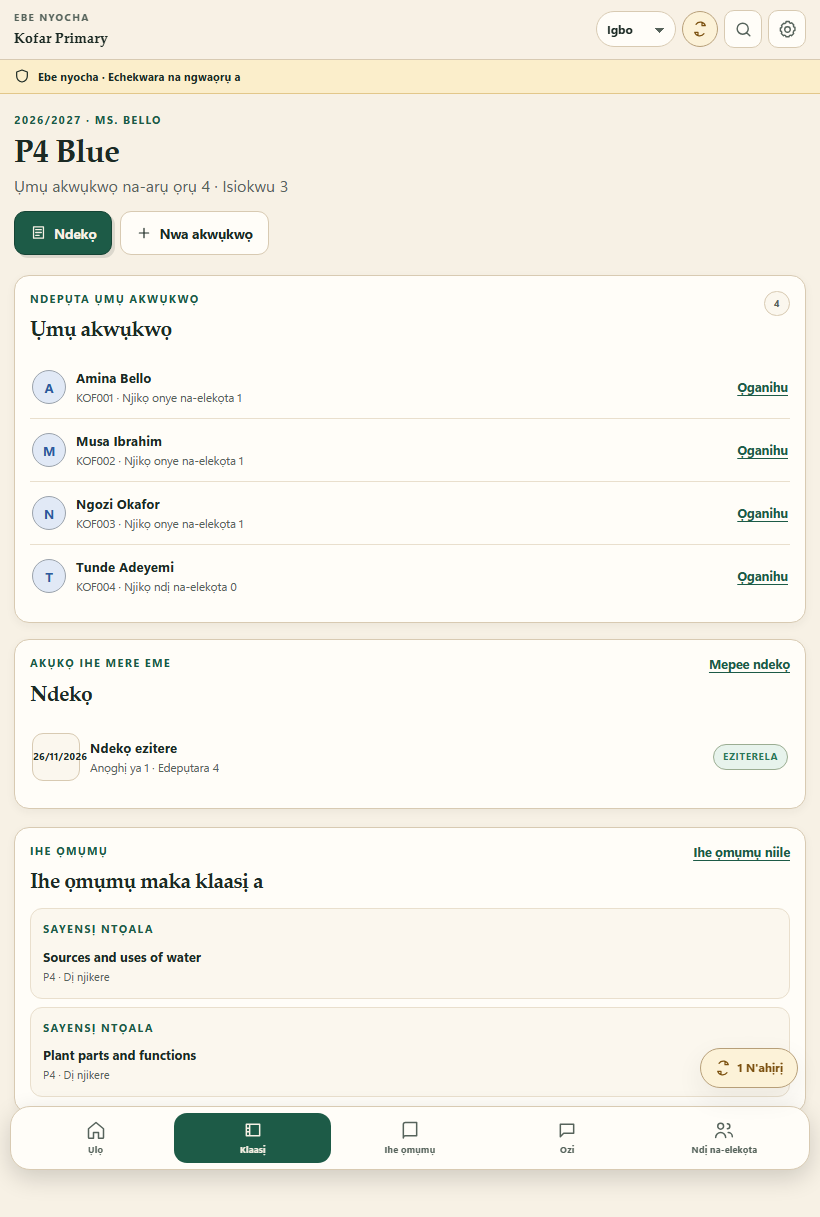 EBE NYOCHA
Kofar Primary
Igbo
Ebe nyocha · Echekwara na ngwaọrụ a
2026/2027 · MS. BELLO
P4 Blue
Ụmụ akwụkwọ na-arụ ọrụ 4 · Isiokwu 3
Ndekọ
Nwa akwụkwọ
NDEPỤTA ỤMỤ AKWỤKWỌ
4
Ụmụ akwụkwọ
A
Amina Bello
KOF001 · Njikọ onye na-elekọta 1
Ọganihu
M
Musa Ibrahim
KOF002 · Njikọ onye na-elekọta 1
Ọganihu
N
Ngozi Okafor
KOF003 · Njikọ onye na-elekọta 1
Ọganihu
T
Tunde Adeyemi
KOF004 · Njikọ ndị na-elekọta 0
Ọganihu
AKỤKỌ IHE MERE EME
Mepee ndekọ
Ndekọ
26/11/2026
Ndekọ ezitere
Anọghị ya 1 · Edepụtara 4
EZITERELA
IHE ỌMỤMỤ
Ihe ọmụmụ niile
Ihe ọmụmụ maka klaasị a
SAYENSỊ NTỌALA
Sources and uses of water
P4 · Dị njikere
SAYENSỊ NTỌALA
Plant parts and functions
P4 · Dị njikere
1 N'ahịrị
Ụlọ
Klaasị
Ihe ọmụmụ
Ozi
Ndị na-elekọta